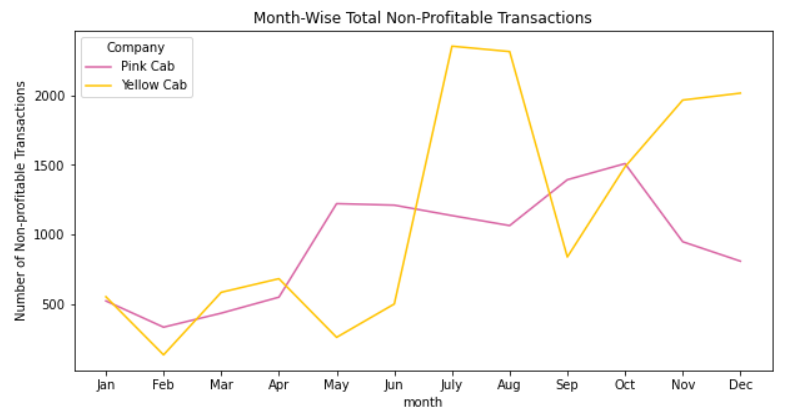 Month-Wise Total Non-Profitable Transactions
Company
Pink Cab
Yellow Cab
Number of Non-profitable Transactions
2000
1500
1000
500
Jan Feb Mar Apr May Jun July Aug Sep Oct Nov Dec
month